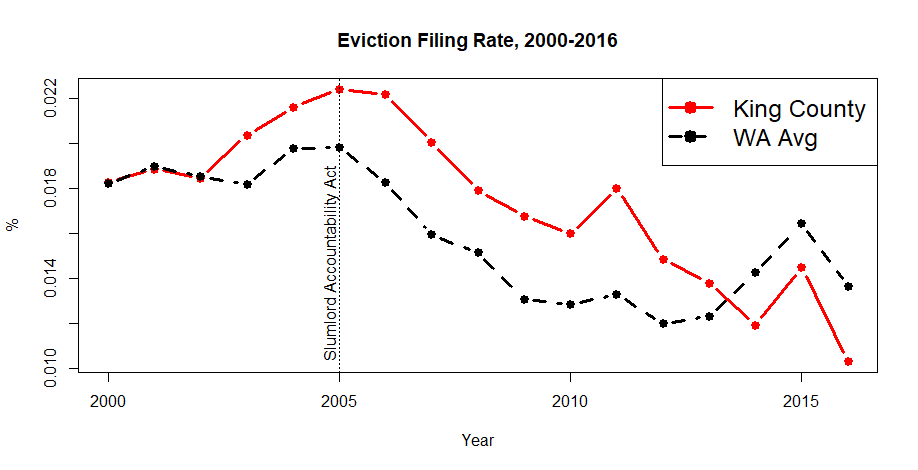 Eviction Filing Rate, 2000-2016
King County
WA Avg
0.022
0.018
0.014
0.010
%
Slumlord Accountability Act
2000
2005
2010
2015
Year